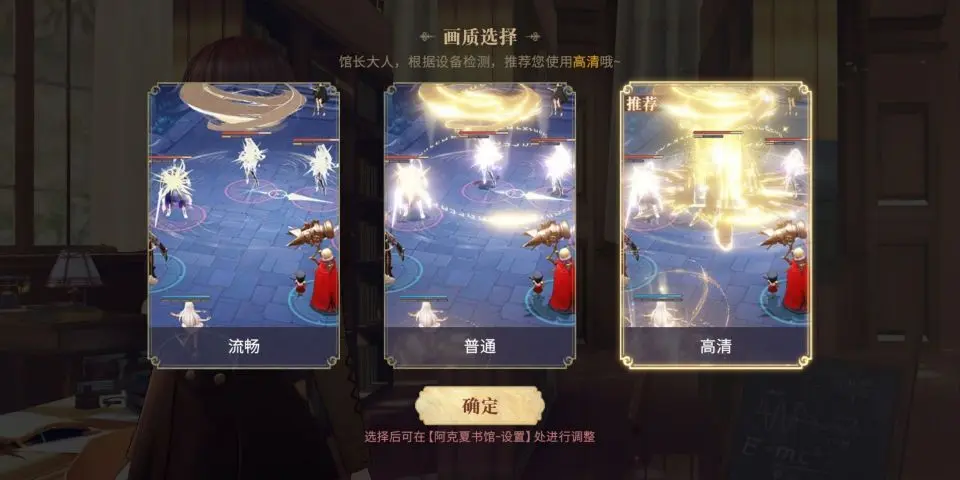 画质选择
馆长大人，根据设备检测，推荐您使用高清哦~
推荐
流畅
普通
高清
确定
选择后可在【阿克夏书馆-设置】处进行调整